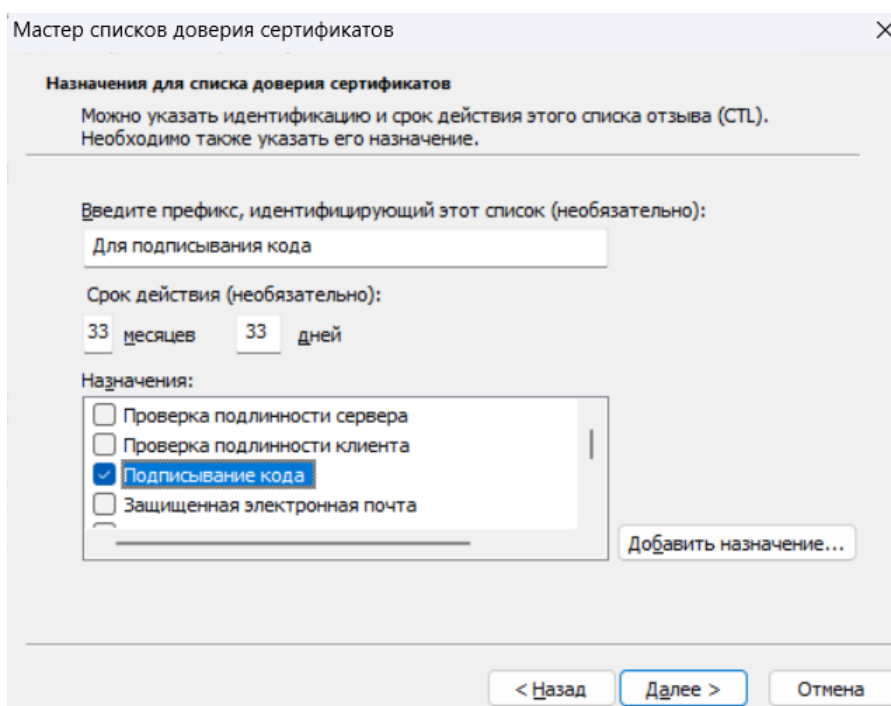 Мастер списков доверия сертификатов
Назначения для списка доверия сертификатов
Можно указать идентификацию и срок действия этого списка отзыва (CTL).
Необходимо также указать его назначение.
Введите префикс, идентифицирующий этот список (необязательно):
Для подписывания кода
Срок действия (необязательно):
33 месяцев 33 дней
Назначения:
Проверка подлинности сервера
Проверка подлинности клиента
Подписывание кода
Защищенная электронная почта
Добавить назначение...
< Назад Далее > Отмена